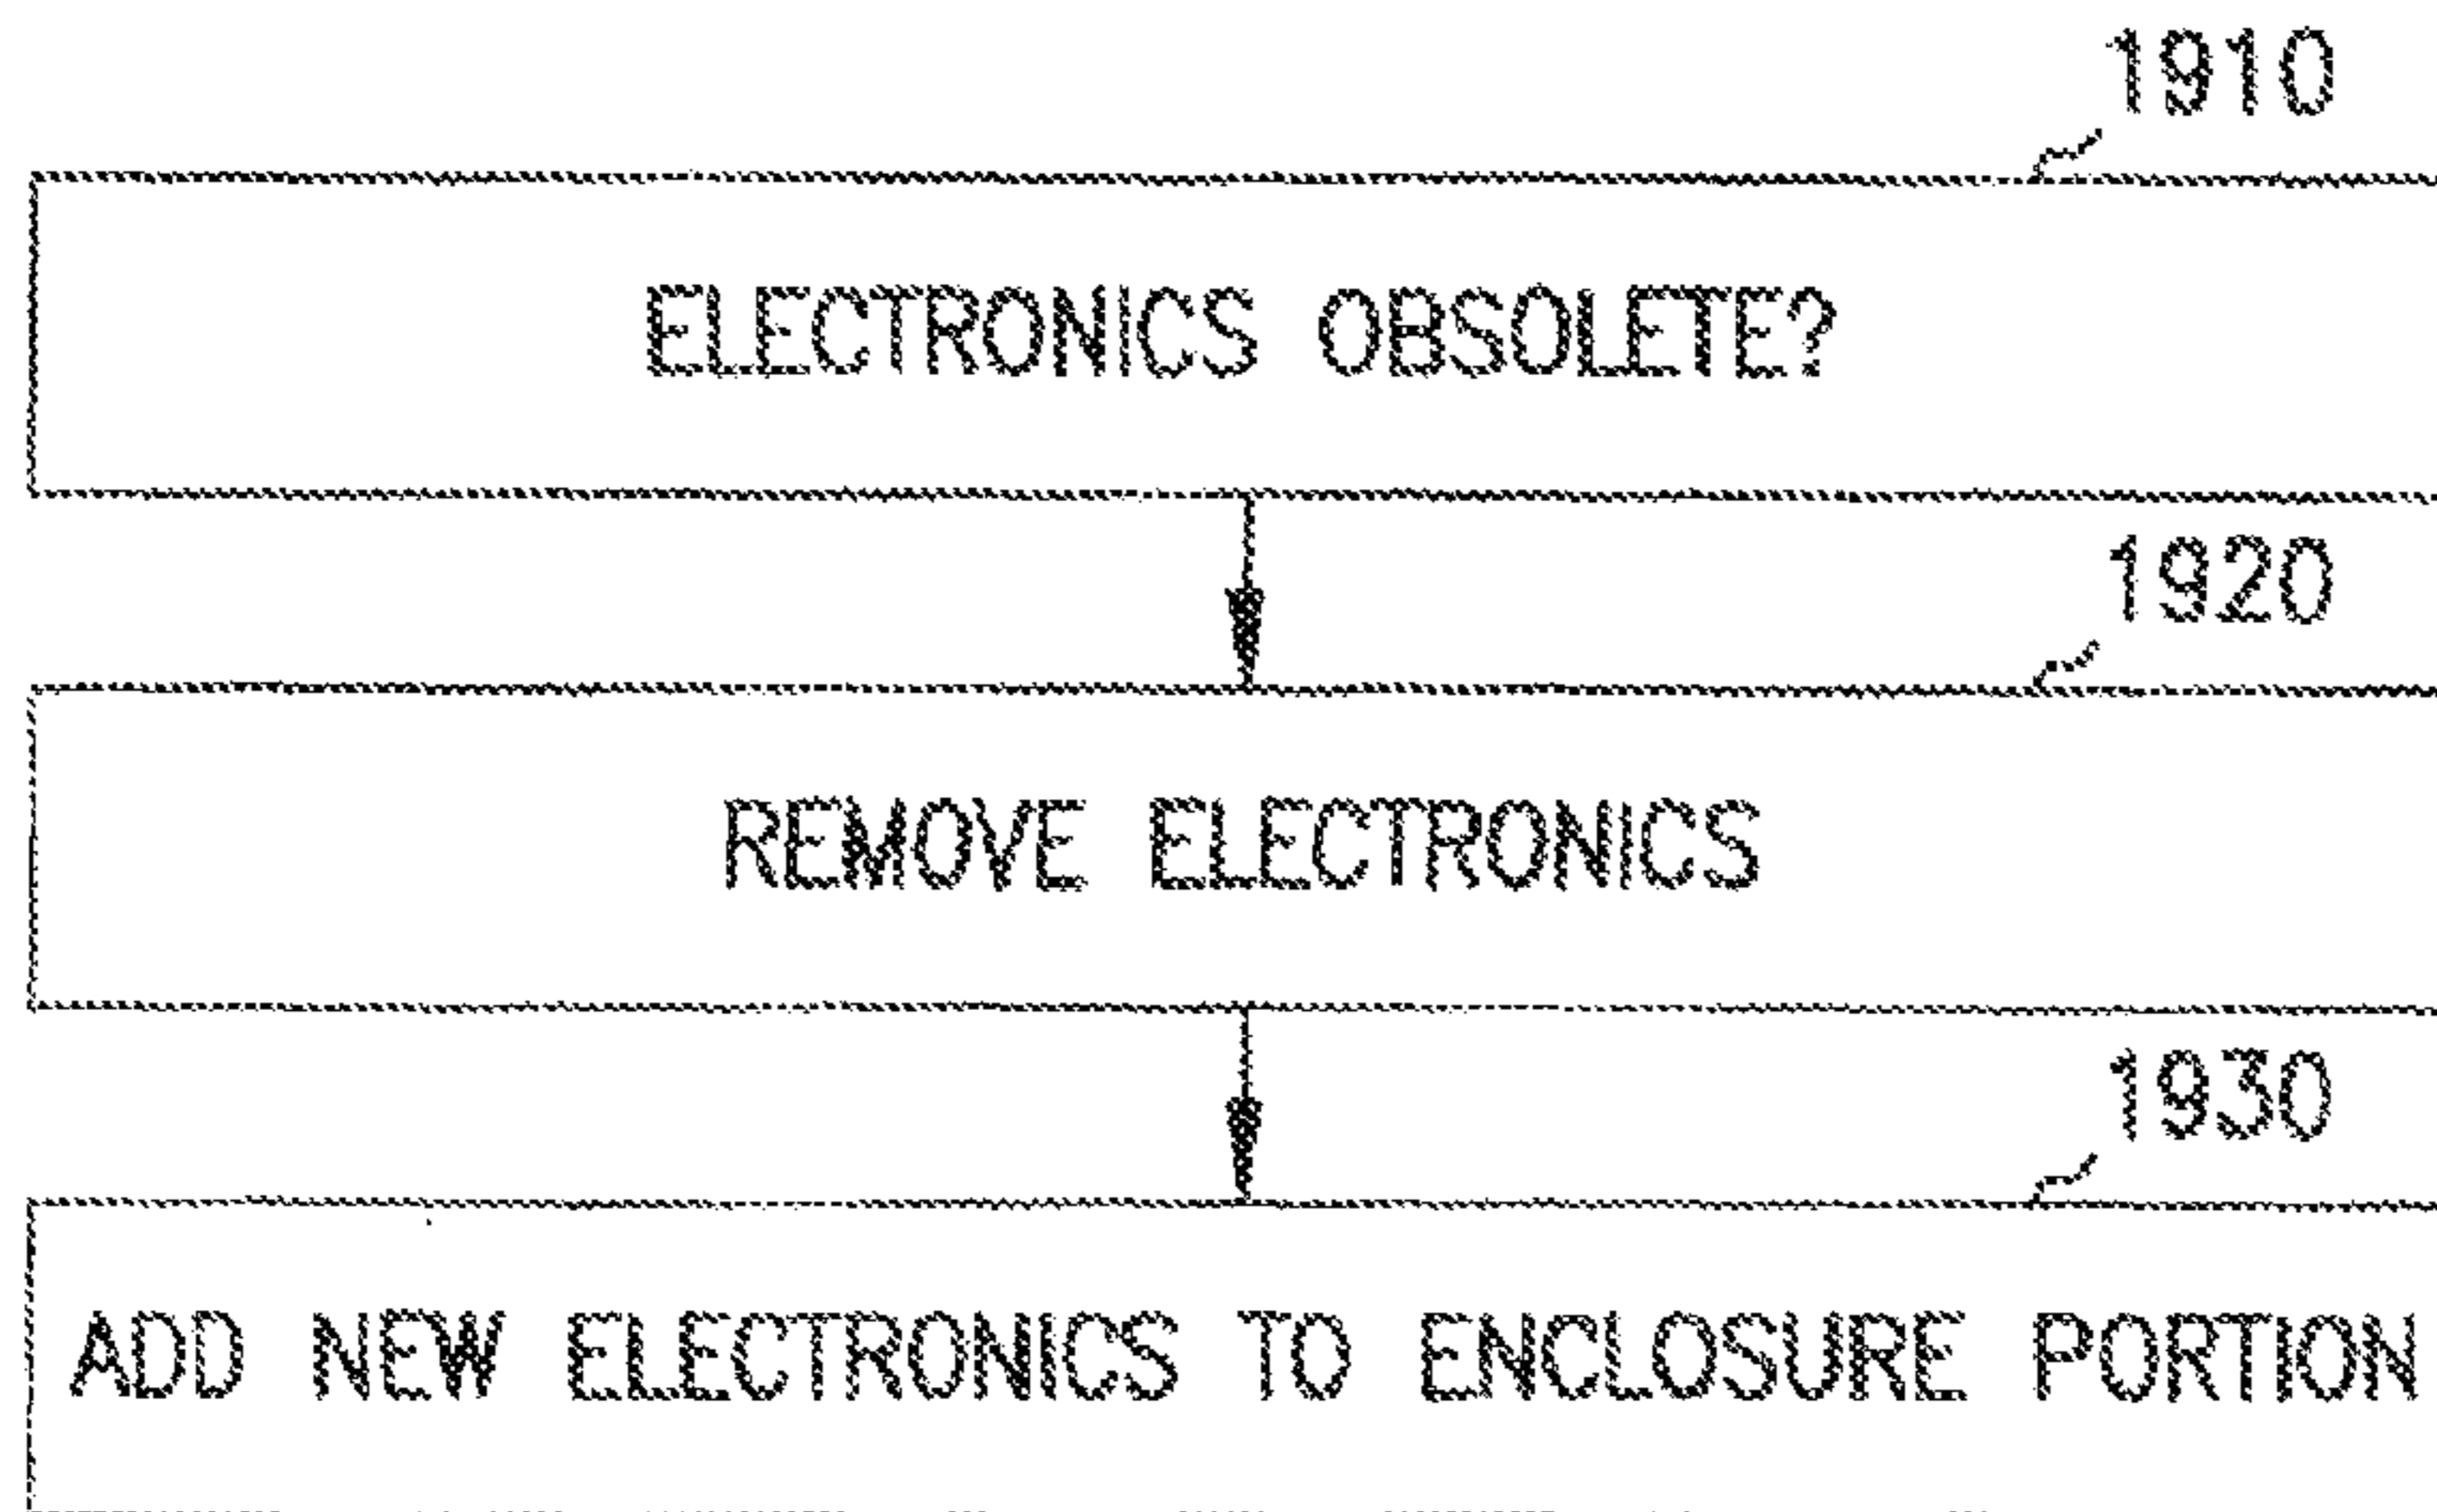 1910
ELECTRONICS OBSOLETE?
1920
REMOVE ELECTRONICS
1930
ADD NEW ELECTRONICS TO ENCLOSURE PORTION